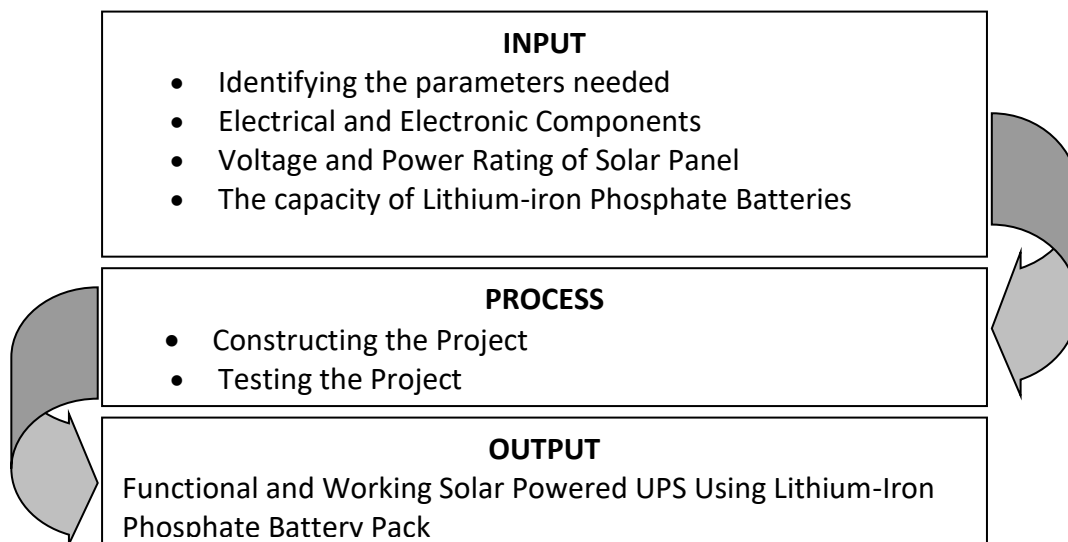 INPUT
• Identifying the parameters needed
• Electrical and Electronic Components
• Voltage and Power Rating of Solar Panel
• The capacity of Lithium-iron Phosphate Batteries
PROCESS
• Constructing the Project
• Testing the Project
OUTPUT
Functional and Working Solar Powered UPS Using Lithium-Iron
Phosphate Battery Pack